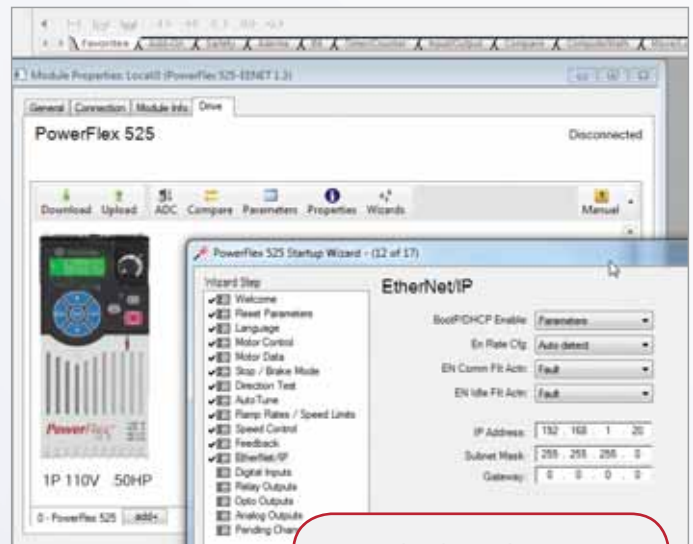 Favorites Add-On Safety Alarms Bit Timer/Counter Input/Output Compare Compute/Math
Module Properties: Local:0 (PowerFlex 525-EENET 1.3)
General Connection Module Info Drive
PowerFlex 525
Disconnected
Download Upload ADC Compare Parameters Properties Wizards Manual
PowerFlex 525 Startup Wizard - (12 of 17)
Wizard Step
Welcome
Reset Parameters
Language
Motor Control
Motor Data
Stop / Brake Mode
Direction Test
AutoTune
Ramp Rates / Speed Limits
Speed Control
Feedback
EtherNet/IP
Digital Inputs
Relay Outputs
Opto Outputs
Analog Outputs
Pending Chan
EtherNet/IP
BootP/DHCP Enable: Parameters
En Rate Cfg: Auto detect
EN Comm Flt Actn: Fault
EN Idle Flt Actn: Fault
IP Address: 192 . 168 . 1 . 20
Subnet Mask: 255 . 255 . 255 . 0
Gateway: 0 . 0 . 0 . 0
PowerFlex
1P 110V 50HP
0 - PowerFlex 525 add+